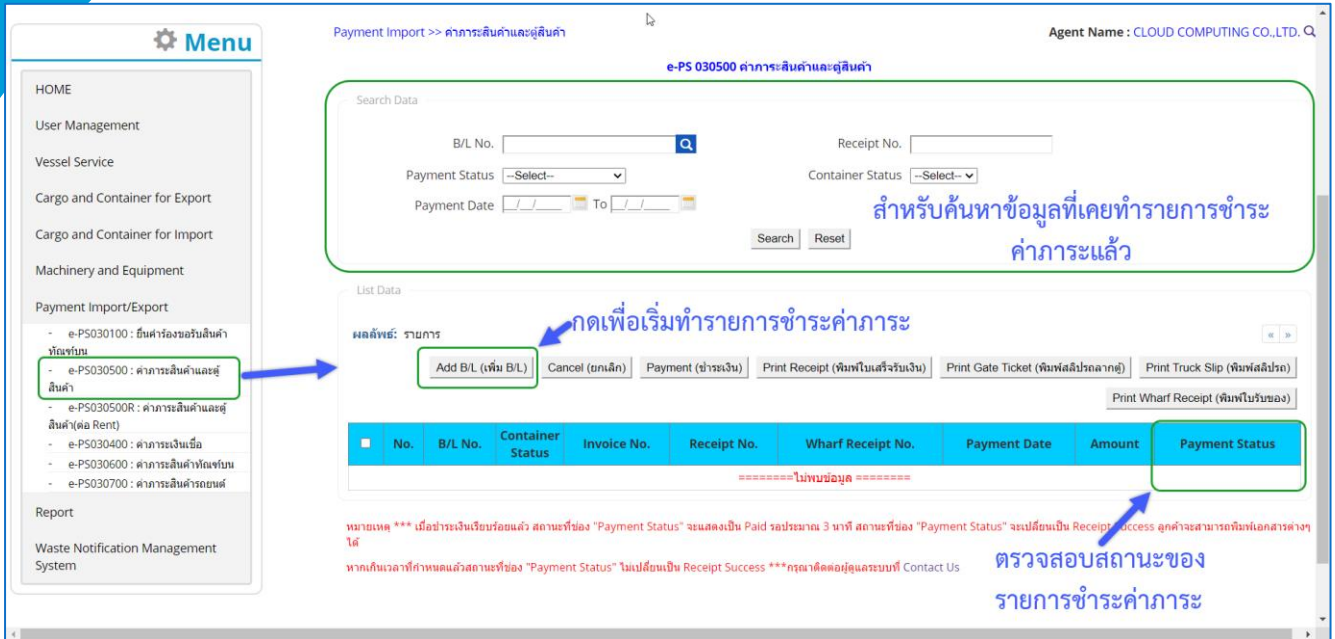 Menu
HOME
User Management
Vessel Service
Cargo and Container for Export
Cargo and Container for Import
Machinery and Equipment
Payment Import/Export
- e-PS030100 : ยื่นคำร้องขอรับสินค้า
ทัณฑ์บน
- e-PS030500 : ค่าภาระสินค้าและตู้
สินค้า
- e-PS030500R : ค่าภาระสินค้าและตู้
สินค้า(ต่อ Rent)
- e-PS030400 : ค่าภาระเงินเชื่อ
- e-PS030600 : ค่าภาระสินค้าทัณฑ์บน
- e-PS030700 : ค่าภาระสินค้ารถยนต์
Report
Waste Notification Management
System
Payment Import >> ค่าภาระสินค้าและตู้สินค้า
Agent Name : CLOUD COMPUTING CO.,LTD.
e-PS 030500 ค่าภาระสินค้าและตู้สินค้า
Search Data
B/L No.
Receipt No.
Payment Status --Select--
Container Status --Select--
Payment Date _/_/____ To _/_/____
สำหรับค้นหาข้อมูลที่เคยทำรายการชำระ
ค่าภาระแล้ว
Search Reset
List Data
กดเพื่อเริ่มทำรายการชำระค่าภาระ
ผลลัพธ์: รายการ
« »
Add B/L (เพิ่ม B/L) Cancel (ยกเลิก) Payment (ชำระเงิน) Print Receipt (พิมพ์ใบเสร็จรับเงิน) Print Gate Ticket (พิมพ์สลิปรถลากตู้) Print Truck Slip (พิมพ์สลิปรถ)
Print Wharf Receipt (พิมพ์ใบรับของ)
No. B/L No. Container Status Invoice No. Receipt No. Wharf Receipt No. Payment Date Amount Payment Status
========ไม่พบข้อมูล ========
หมายเหตุ *** เมื่อชำระเงินเรียบร้อยแล้ว สถานะที่ช่อง "Payment Status" จะแสดงเป็น Paid รอประมาณ 3 นาที สถานะที่ช่อง "Payment Status" จะเปลี่ยนเป็น Receipt Success ลูกค้าจะสามารถพิมพ์เอกสารต่างๆ
ได้
หากเกินเวลาที่กำหนดแล้วสถานะที่ช่อง "Payment Status" ไม่เปลี่ยนเป็น Receipt Success ***กรุณาติดต่อผู้ดูแลระบบที่ Contact Us
ตรวจสอบสถานะของ
รายการชำระค่าภาระ